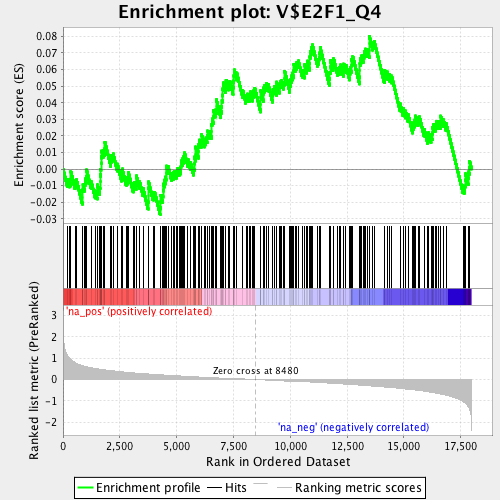 Enrichment plot: V$E2F1_Q4
Enrichment score (ES)
0.08
0.07
0.06
0.05
0.04
0.03
0.02
0.01
0.00
-0.01
-0.02
-0.03
'na_pos' (positively correlated)
Ranked list metric (PreRanked)
3
2
1
0
-1
-2
Zero cross at 8480
'na_neg' (negatively correlated)
0
2,500
5,000
7,500
10,000
12,500
15,000
17,500
Rank in Ordered Dataset
Enrichment profile
Hits
Ranking metric scores